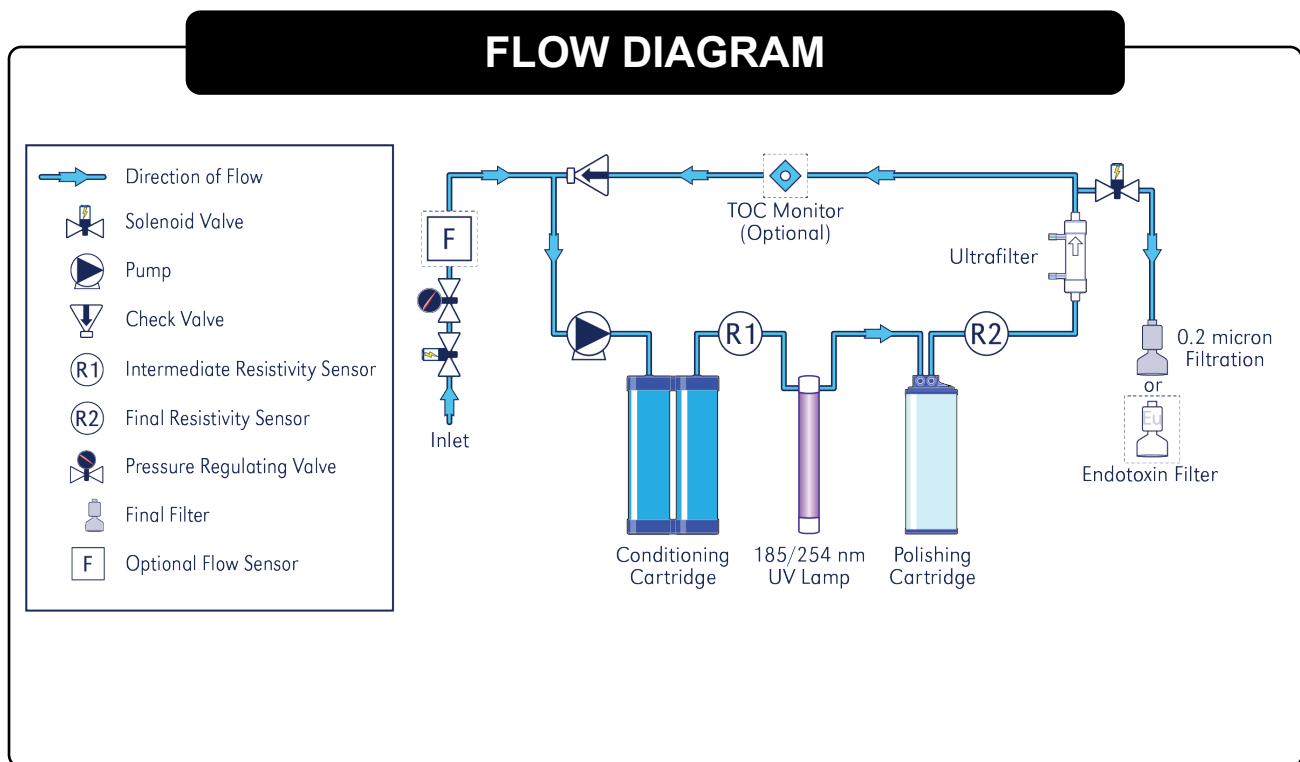 FLOW DIAGRAM
Direction of Flow
Solenoid Valve
Pump
Check Valve
R1
Intermediate Resistivity Sensor
R2
Final Resistivity Sensor
Pressure Regulating Valve
Final Filter
F
Optional Flow Sensor
F
Inlet
TOC Monitor
(Optional)
Ultrafilter
R1
R2
Conditioning
Cartridge
185/254 nm
UV Lamp
Polishing
Cartridge
0.2 micron
Filtration
or
Eu
Endotoxin Filter